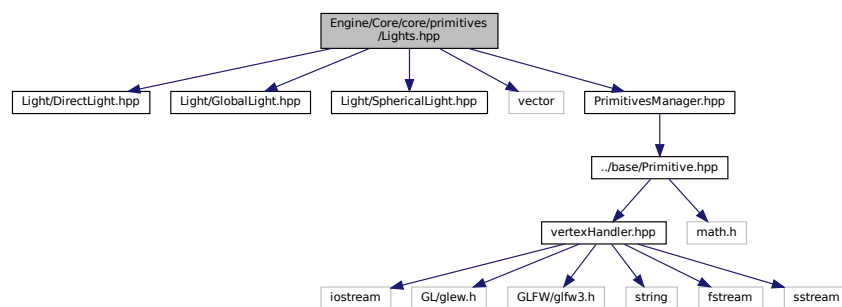 Engine/Core/core/primitives
/Lights.hpp
Light/DirectLight.hpp
Light/GlobalLight.hpp
Light/SphericalLight.hpp
vector
PrimitivesManager.hpp
../base/Primitive.hpp
vertexHandler.hpp
math.h
iostream
GL/glew.h
GLFW/glfw3.h
string
fstream
sstream